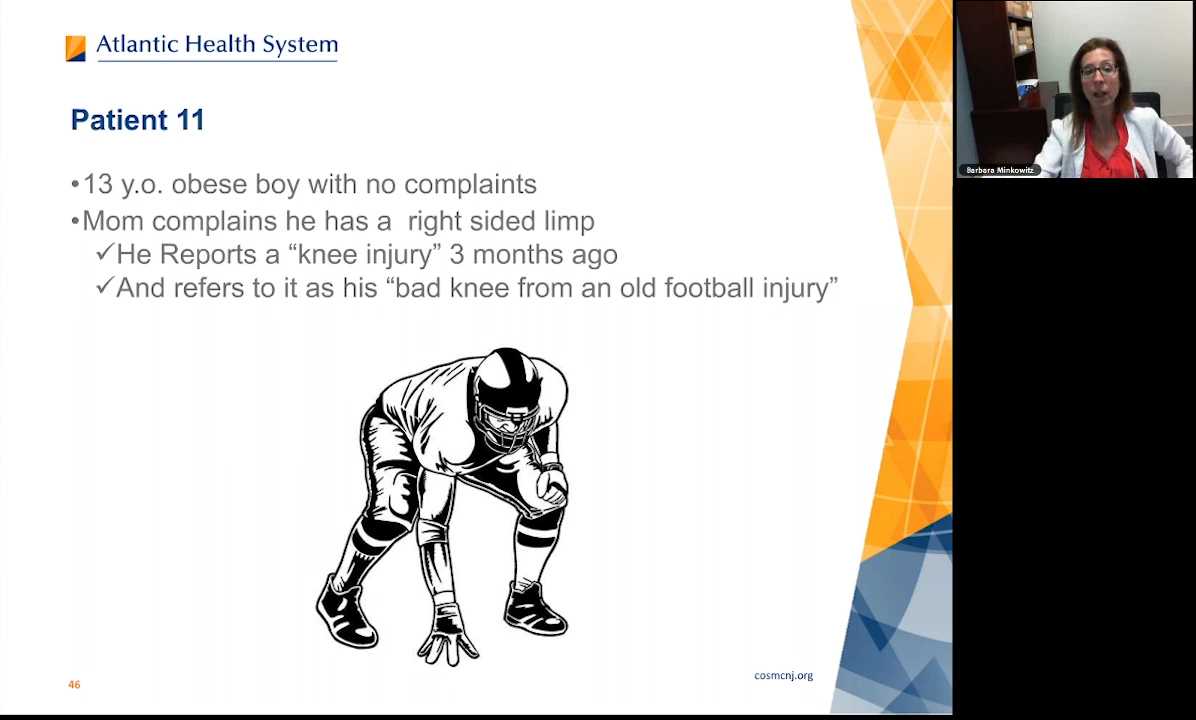 Atlantic Health System
Patient 11
•13 y.o. obese boy with no complaints
•Mom complains he has a  right sided limp
✓He Reports a “knee injury” 3 months ago
✓And refers to it as his “bad knee from an old football injury”
46
cosmcnj.org
Barbara Minkowitz